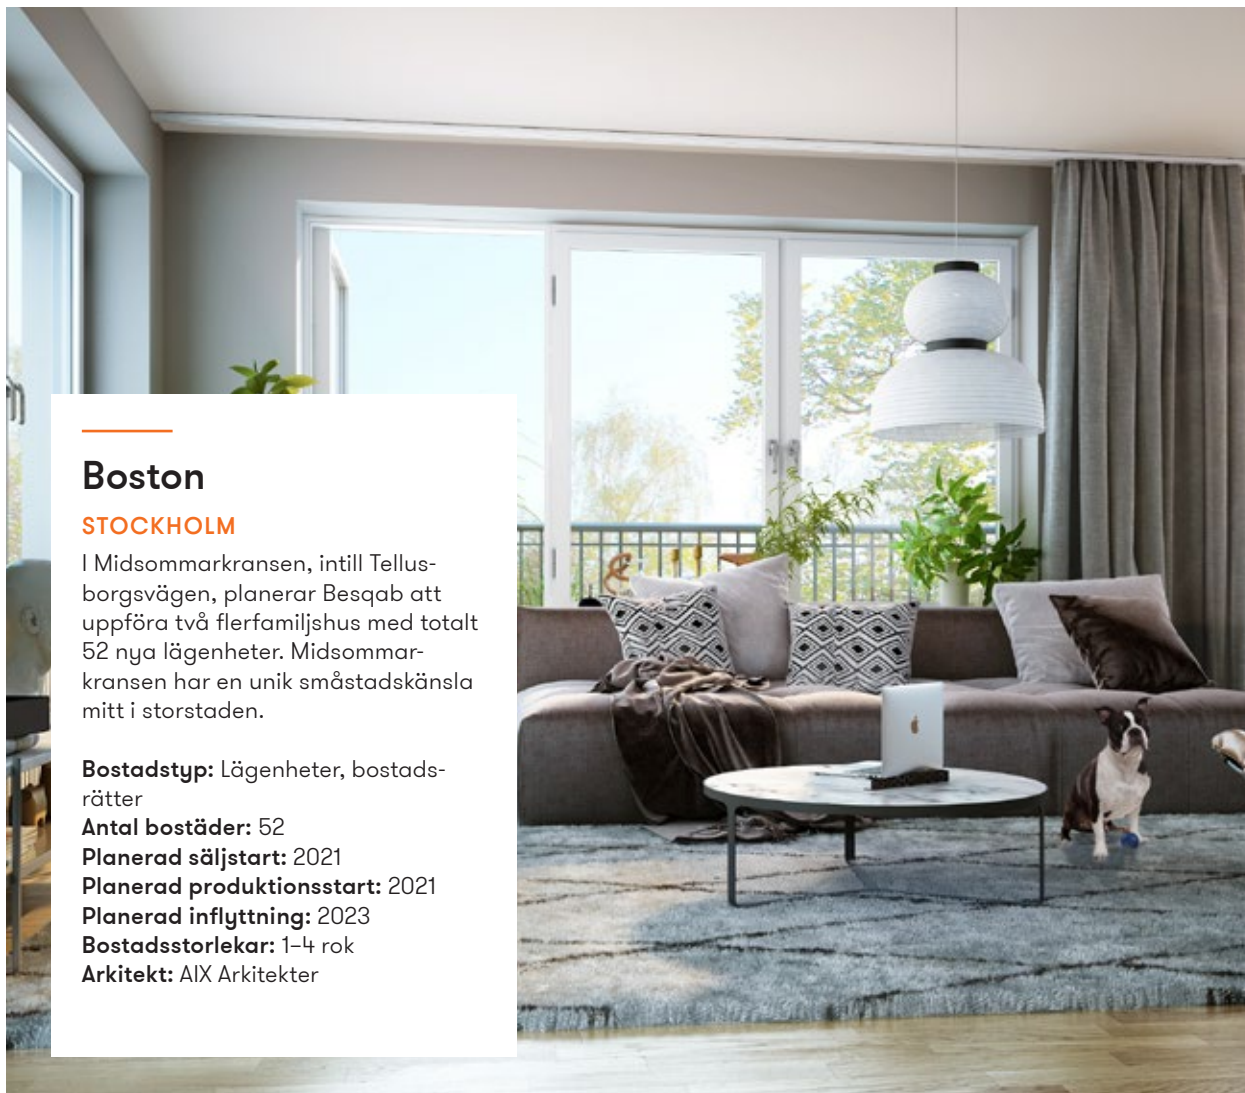 Boston
STOCKHOLM
I Midsommarkransen, intill Tellus-
borgsvägen, planerar Besqab att
uppföra två flerfamiljshus med totalt
52 nya lägenheter. Midsommar-
kransen har en unik småstadskänsla
mitt i storstaden.
Bostadstyp: Lägenheter, bostads-
rätter
Antal bostäder: 52
Planerad säljstart: 2021
Planerad produktionsstart: 2021
Planerad inflyttning: 2023
Bostadsstorlekar: 1–4 rok
Arkitekt: AIX Arkitekter